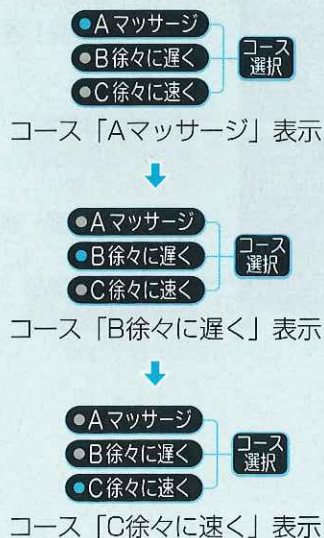 Aマッサージ
B徐々に遅く
C徐々に速く
コース
選択
コース「Aマッサージ」表示
Aマッサージ
B徐々に遅く
C徐々に速く
コース
選択
コース「B徐々に遅く」表示
Aマッサージ
B徐々に遅く
C徐々に速く
コース
選択
コース「C徐々に速く」表示